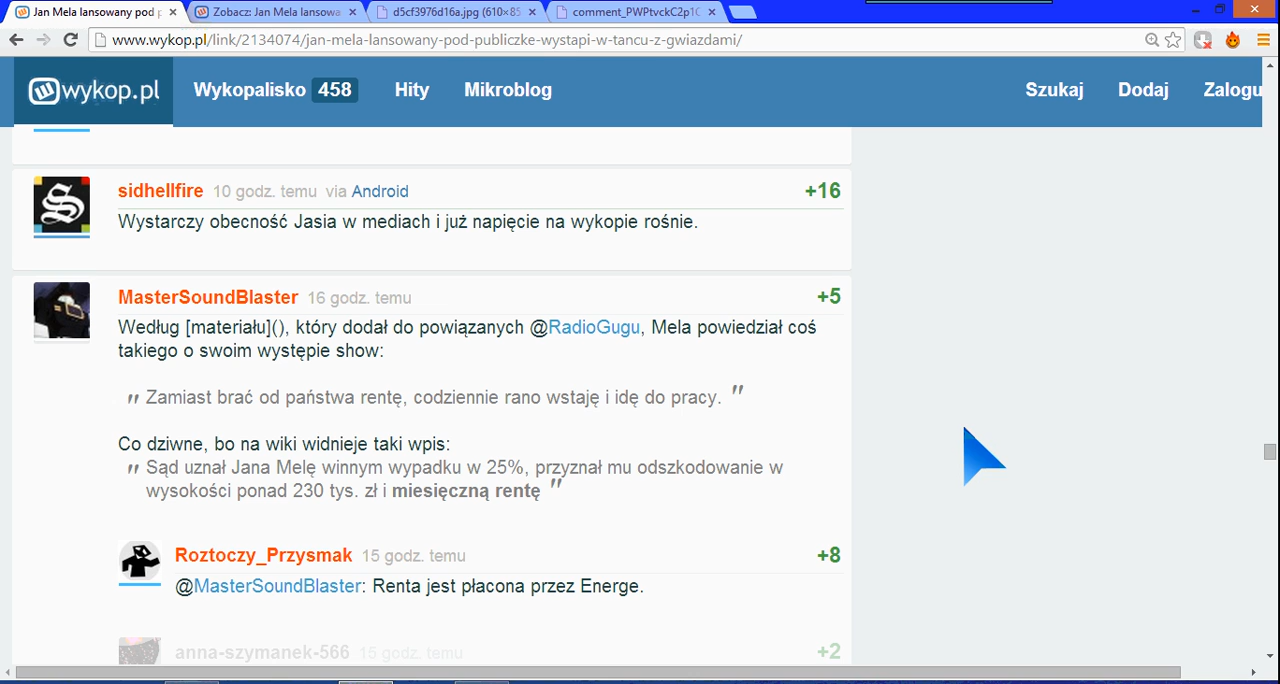 Jan Mela lansowany pod
Zobacz: Jan Mela lansowa
d5cf3976d16a.jpg (610×85
comment_PWPtvckC2p1
www.wykop.pl/link/2134074/jan-mela-lansowany-pod-publiczke-wystapi-w-tancu-z-gwiazdami/
wykop.pl
Wykopalisko 458
Hity
Mikroblog
Szukaj
Dodaj
Zalogu
sidhellfire 10 godz. temu via Android +16
Wystarczy obecność Jasia w mediach i już napięcie na wykopie rośnie.
MasterSoundBlaster 16 godz. temu +5
Według [materiału](), który dodał do powiązanych @RadioGugu, Mela powiedział coś
takiego o swoim występie show:
" Zamiast brać od państwa rentę, codziennie rano wstaję i idę do pracy. "
Co dziwne, bo na wiki widnieje taki wpis:
" Sąd uznał Jana Melę winnym wypadku w 25%, przyznał mu odszkodowanie w
wysokości ponad 230 tys. zł i miesięczną rentę "
Roztoczy_Przysmak 15 godz. temu +8
@MasterSoundBlaster: Renta jest płacona przez Energe.
anna-szymanek-566 15 godz. temu +2